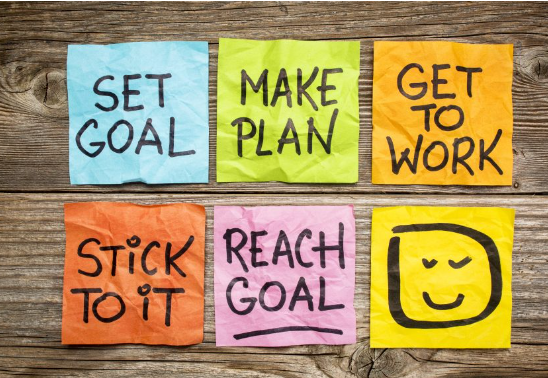 SET
GOAL
MAKE
PLAN
GET
TO
WORK
STICK
TO IT
REACH
GOAL